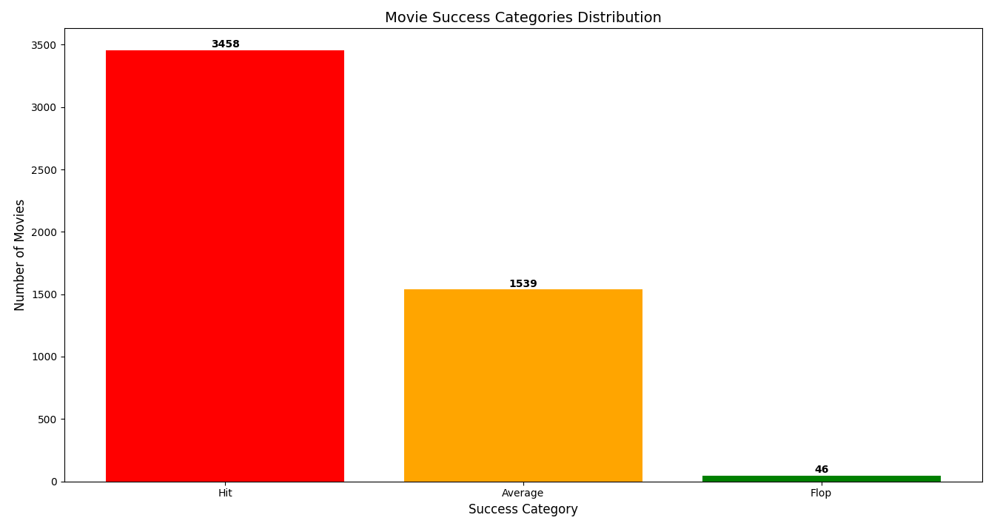 Movie Success Categories Distribution
Number of Movies
3500
3000
2500
2000
1500
1000
500
0
3458
1539
46
Hit
Average
Flop
Success Category